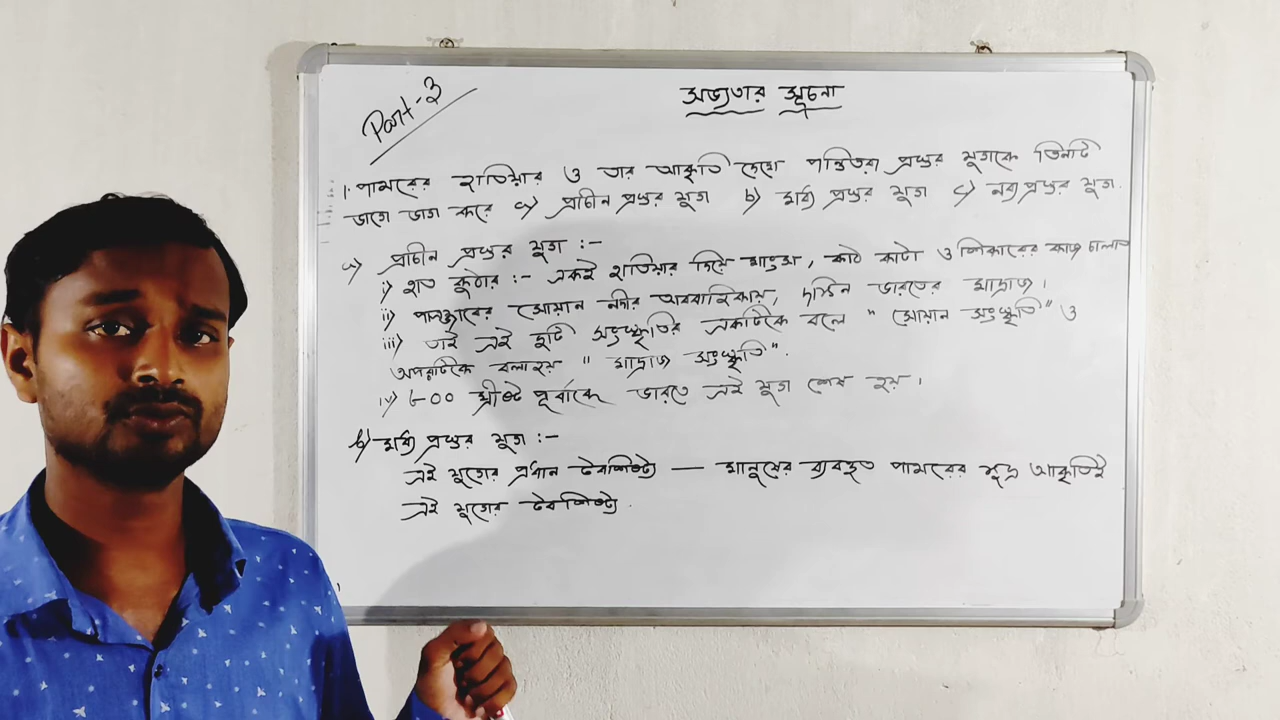 Part-3
সভ্যতার সূচনা
1. পাথরের হাতিয়ার ও তার আকৃতি দেখে পন্ডিতরা প্রস্তর যুগকে তিনটি
ভাগে ভাগ করে a) প্রাচীন প্রস্তর যুগ b) মধ্য প্রস্তর যুগ c) নব্য প্রস্তর যুগ.
a) প্রাচীন প্রস্তর যুগ :-
i) হাত কুঠার :- একই হাতিয়ার দিয়ে মাংস, কাঠ কাটা ও শিকারের কাজ চালাত
ii) পাঞ্জাবের সোয়ান নদীর অববাহিকায়, দক্ষিন ভারতের মাদ্রাজ।
iii) তাই এই দুটি সংস্কৃতির একটিকে বলে " সোয়ান সংস্কৃতি" ও
অপরটিকে বলা হয় " মাদ্রাজ সংস্কৃতি".
iv) ৮০০ খ্রীষ্ট পূর্বাব্দে ভারতে এই যুগ শেষ হয়।
b) মধ্য প্রস্তর যুগ :-
এই যুগের প্রধান বৈশিষ্ট্য — মানুষের ব্যবহৃত পাথরের ক্ষুদ্র আকৃতিই
এই যুগের বৈশিষ্ট্য.